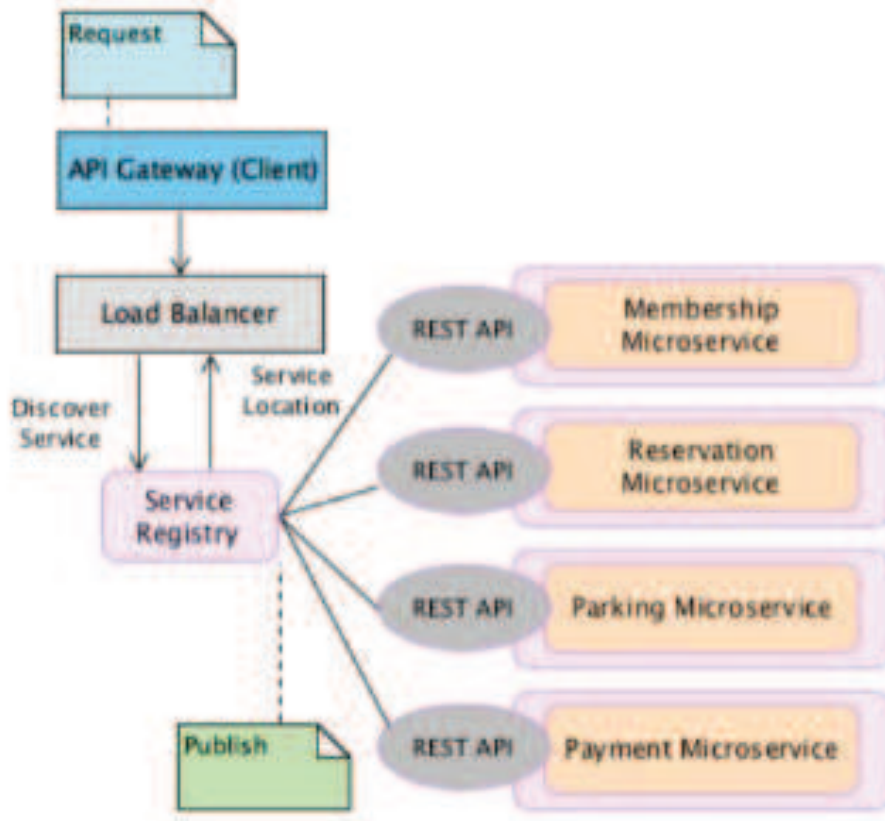 Request
API Gateway (Client)
Load Balancer
Discover
Service
Service
Location
Service
Registry
Publish
REST API
Membership
Microservice
REST API
Reservation
Microservice
REST API
Parking Microservice
REST API
Payment Microservice